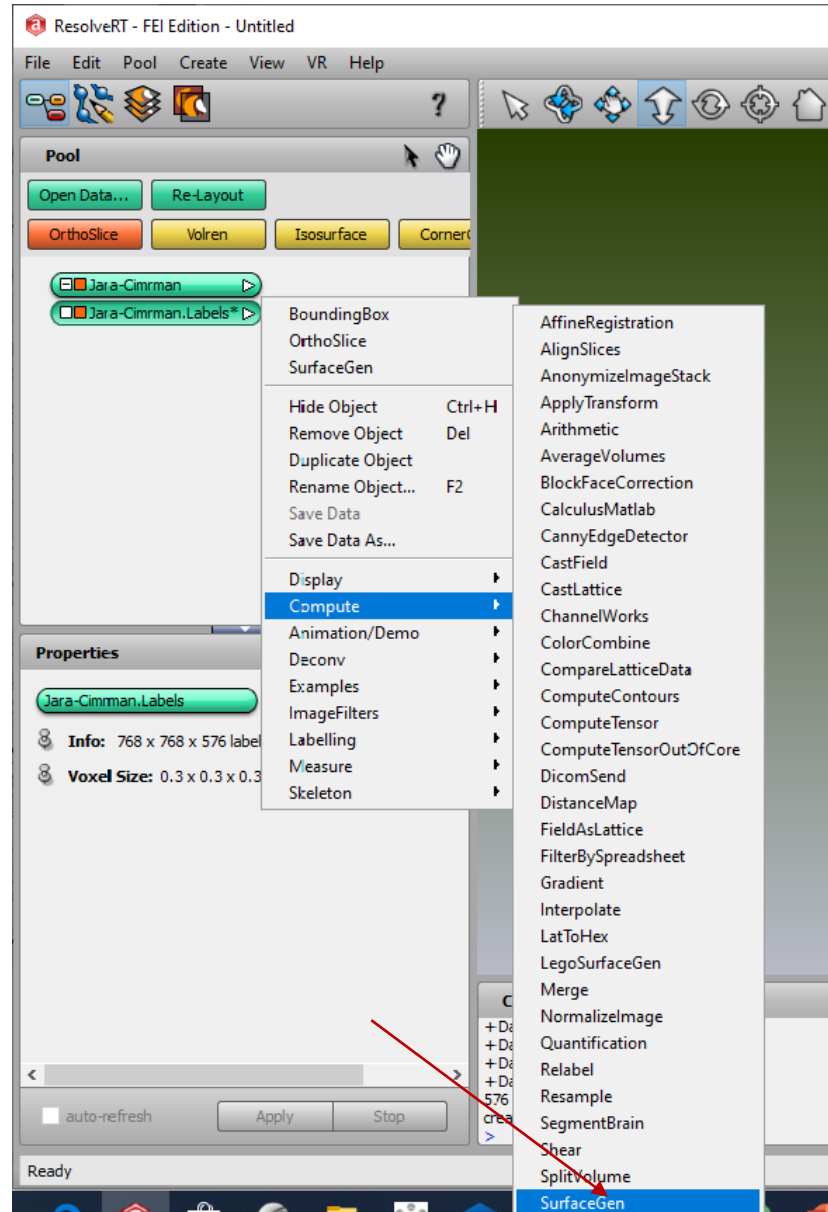 ResolveRT - FEI Edition - Untitled
File Edit Pool Create View VR Help
?
Pool
Open Data... Re-Layout
OrthoSlice Volren Isosurface
Jara-Cimrman
Jara-Cimrman.Labels*
BoundingBox
OrthoSlice
SurfaceGen
Hide Object Ctrl+H
Remove Object Del
Duplicate Object
Rename Object... F2
Save Data
Save Data As...
Display
Compute
Animation/Demo
Deconv
Examples
ImageFilters
Labelling
Measure
Skeleton
AffineRegistration
AlignSlices
AnonymizeImageStack
ApplyTransform
Arithmetic
AverageVolumes
BlockFaceCorrection
CalculusMatlab
CannyEdgeDetector
CastField
CastLattice
ChannelWorks
ColorCombine
CompareLatticeData
ComputeContours
ComputeTensor
ComputeTensorOutOfCore
DicomSend
DistanceMap
FieldAsLattice
FilterBySpreadsheet
Gradient
Interpolate
LatToHex
LegoSurfaceGen
Merge
NormalizeImage
Quantification
Relabel
Resample
SegmentBrain
Shear
SplitVolume
SurfaceGen
Properties
Jara-Cimrman.Labels
Info: 768 x 768 x 576 label
Voxel Size: 0.3 x 0.3 x 0.3
576
>
auto-refresh Apply Stop
Ready